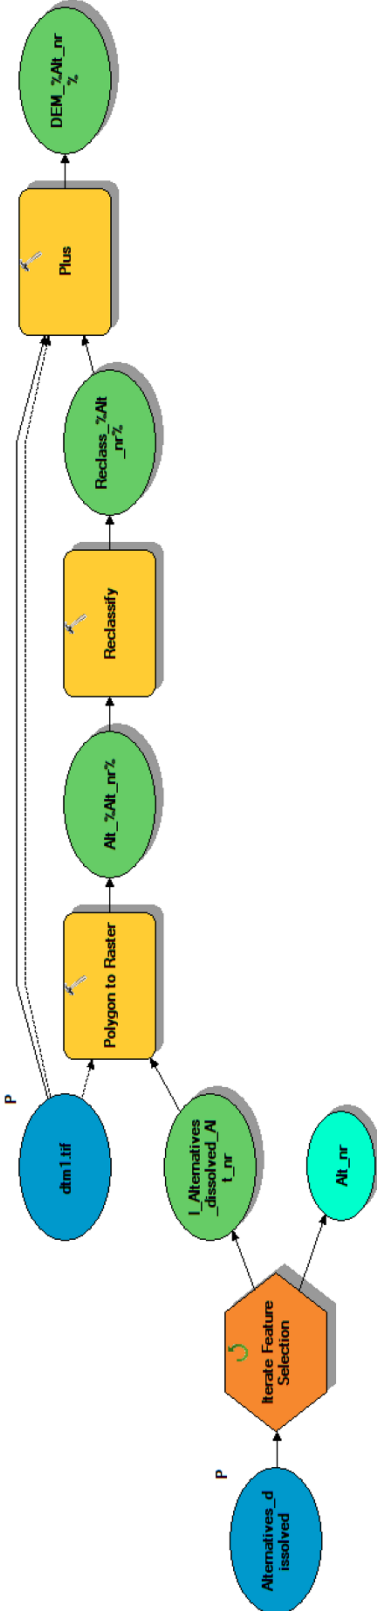 Alternatives_d
issolved
P
Iterate Feature
Selection
I_Alternatives
_dissolved_Al
t_nr
Alt_nr
dtm1.tif
P
Polygon to Raster
Alt_%Alt_nr%
Reclassify
Reclass_%Alt
_nr%
Plus
DEM_%Alt_nr
%